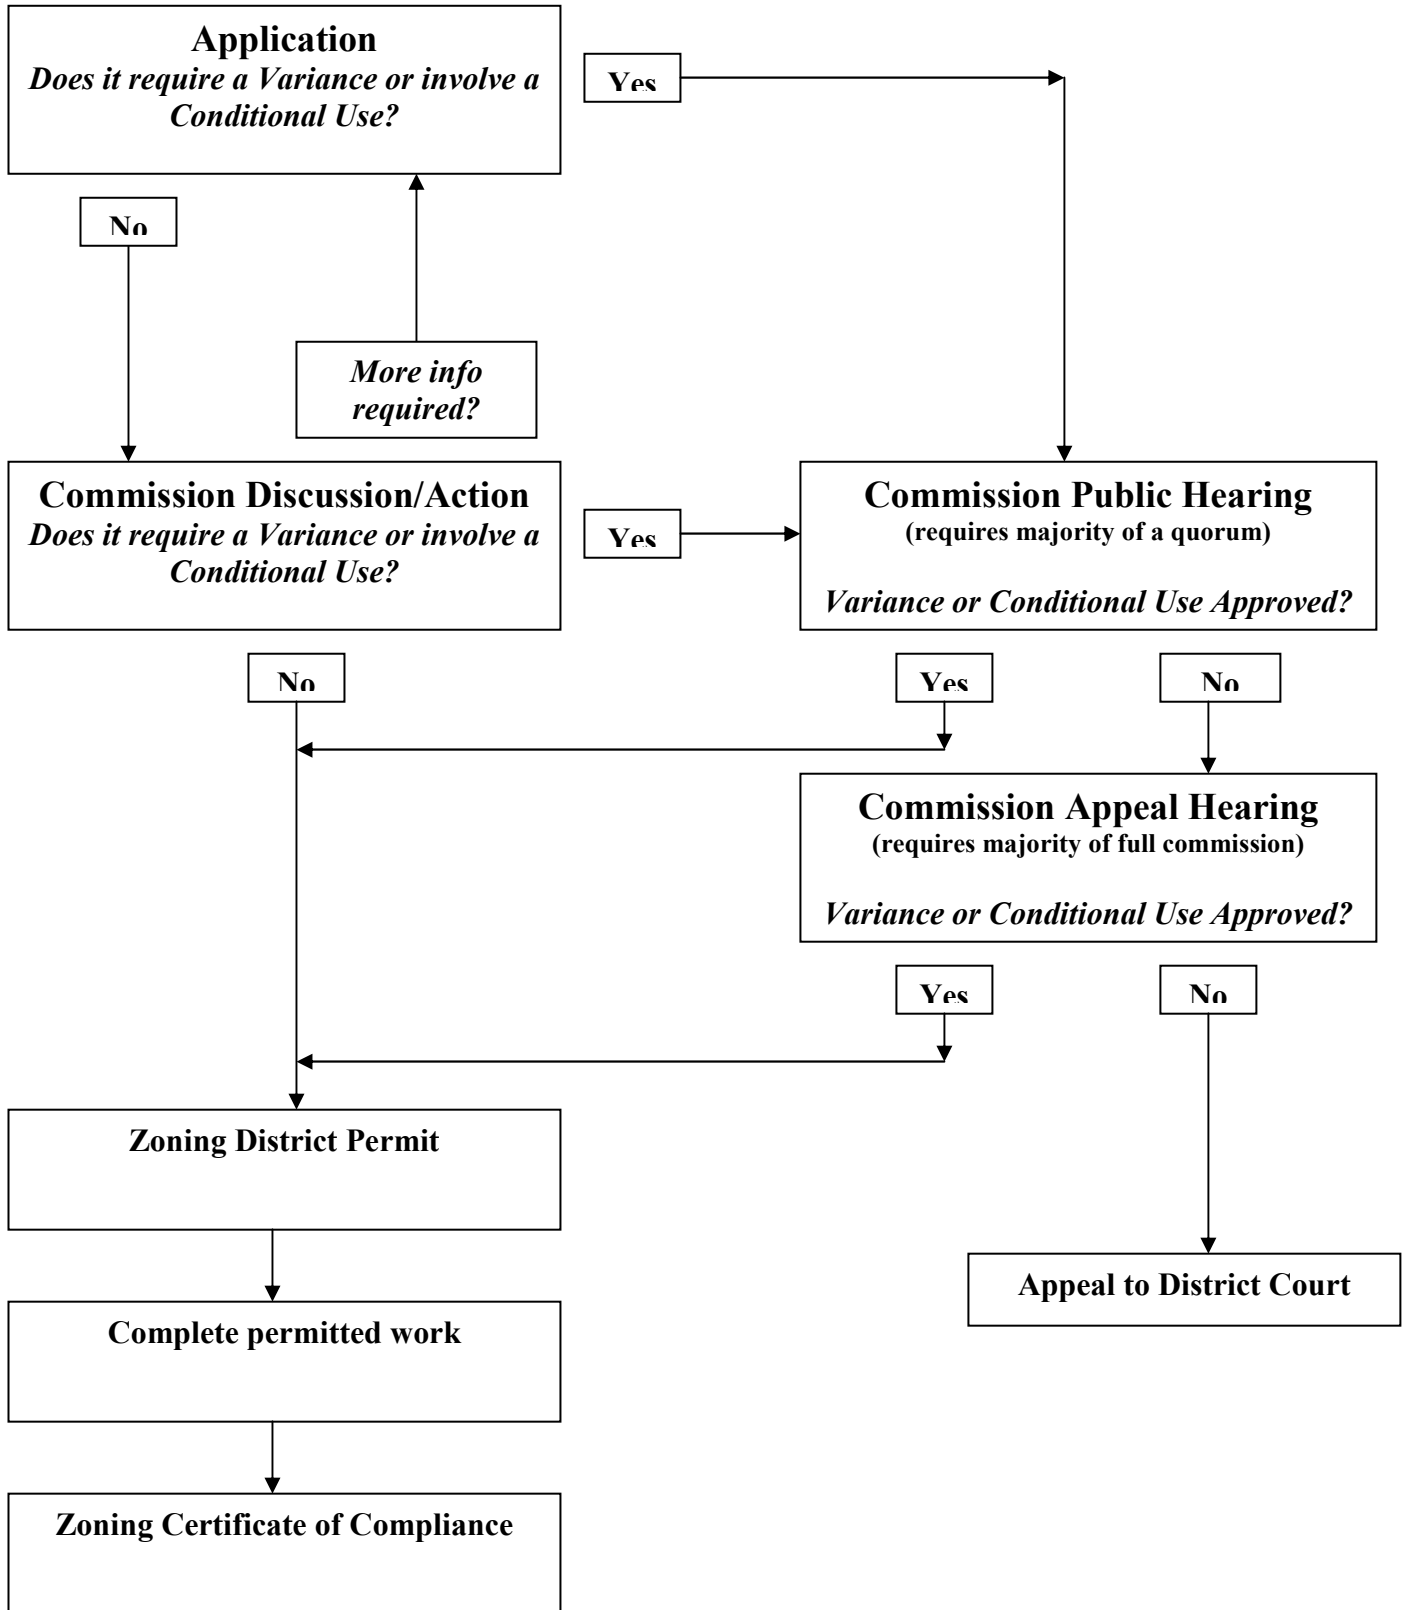 Application
Does it require a Variance or involve a
Conditional Use?
Yes
No
More info
required?
Commission Discussion/Action
Does it require a Variance or involve a
Conditional Use?
Yes
Commission Public Hearing
(requires majority of a quorum)
Variance or Conditional Use Approved?
No
Yes
No
Commission Appeal Hearing
(requires majority of full commission)
Variance or Conditional Use Approved?
Yes
No
Zoning District Permit
Appeal to District Court
Complete permitted work
Zoning Certificate of Compliance